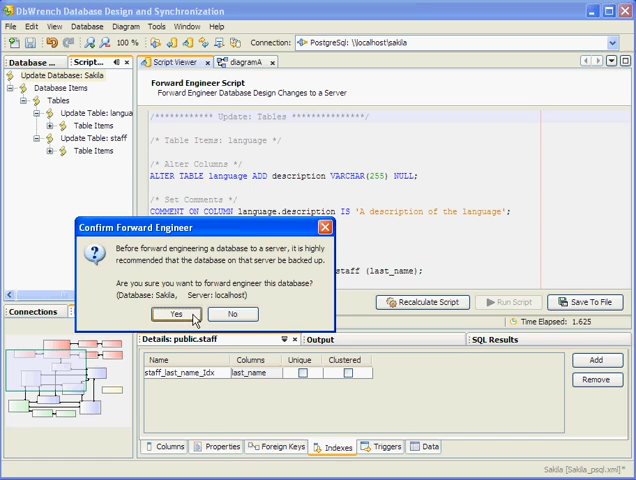 DbWrench Database Design and Synchronization
File Edit View Database Diagram Tools Window Help
100 % Connection: PostgreSql: \\localhost\sakila
Database ... Script... Script Viewer diagramA
Update Database: Sakila
Database Items
Tables
Update Table: langua
Table Items
Update Table: staff
Table Items
Forward Engineer Script
Forward Engineer Database Design Changes to a Server
/************ Update: Tables ***************/
/* Table Items: language */
/* Alter Columns */
ALTER TABLE language ADD description VARCHAR(255) NULL;
/* Set Comments */
COMMENT ON COLUMN language.description IS 'A description of the language';
staff (last_name);
Confirm Forward Engineer
Before forward engineering a database to a server, it is highly
recommended that the database on that server be backed up.
Are you sure you want to forward engineer this database?
(Database: Sakila, Server: localhost)
Yes No
Recalculate Script Run Script Save To File
Connections
Time Elapsed: 1.625
Details: public.staff Output SQL Results
Name Columns Unique Clustered
staff_last_name_Idx last_name
Add
Remove
Columns Properties Foreign Keys Indexes Triggers Data
Sakila [Sakila_psql.xml]*